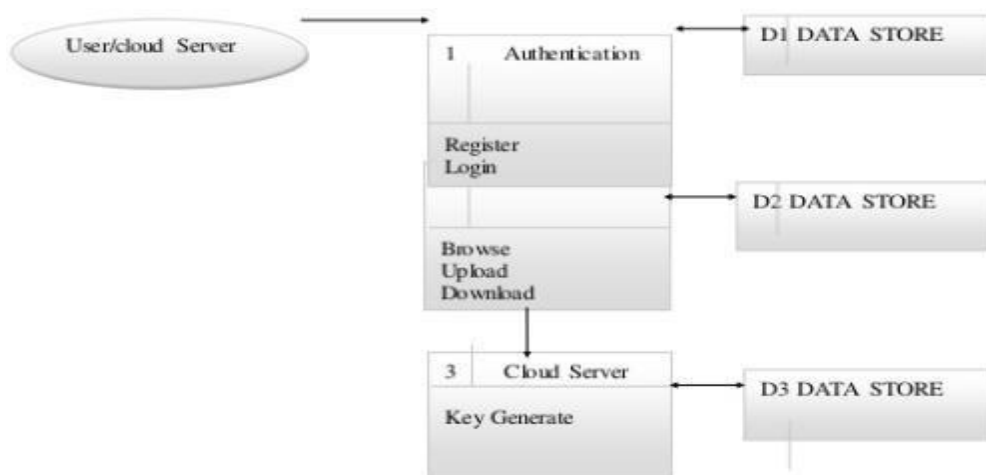 User/cloud Server
1 Authentication
Register
Login
D1 DATA STORE
Browse
Upload
Download
D2 DATA STORE
3 Cloud Server
Key Generate
D3 DATA STORE